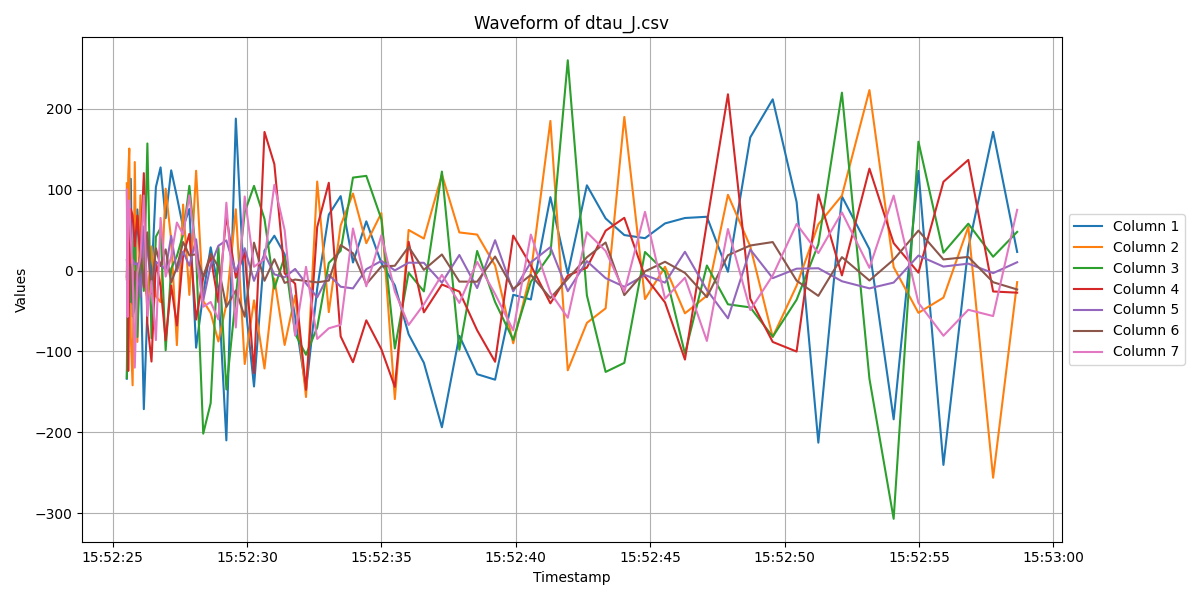 Waveform of dtau_J.csv
Values
200
100
0
−100
−200
−300
15:52:25 15:52:30 15:52:35 15:52:40 15:52:45 15:52:50 15:52:55 15:53:00
Timestamp
Column 1
Column 2
Column 3
Column 4
Column 5
Column 6
Column 7